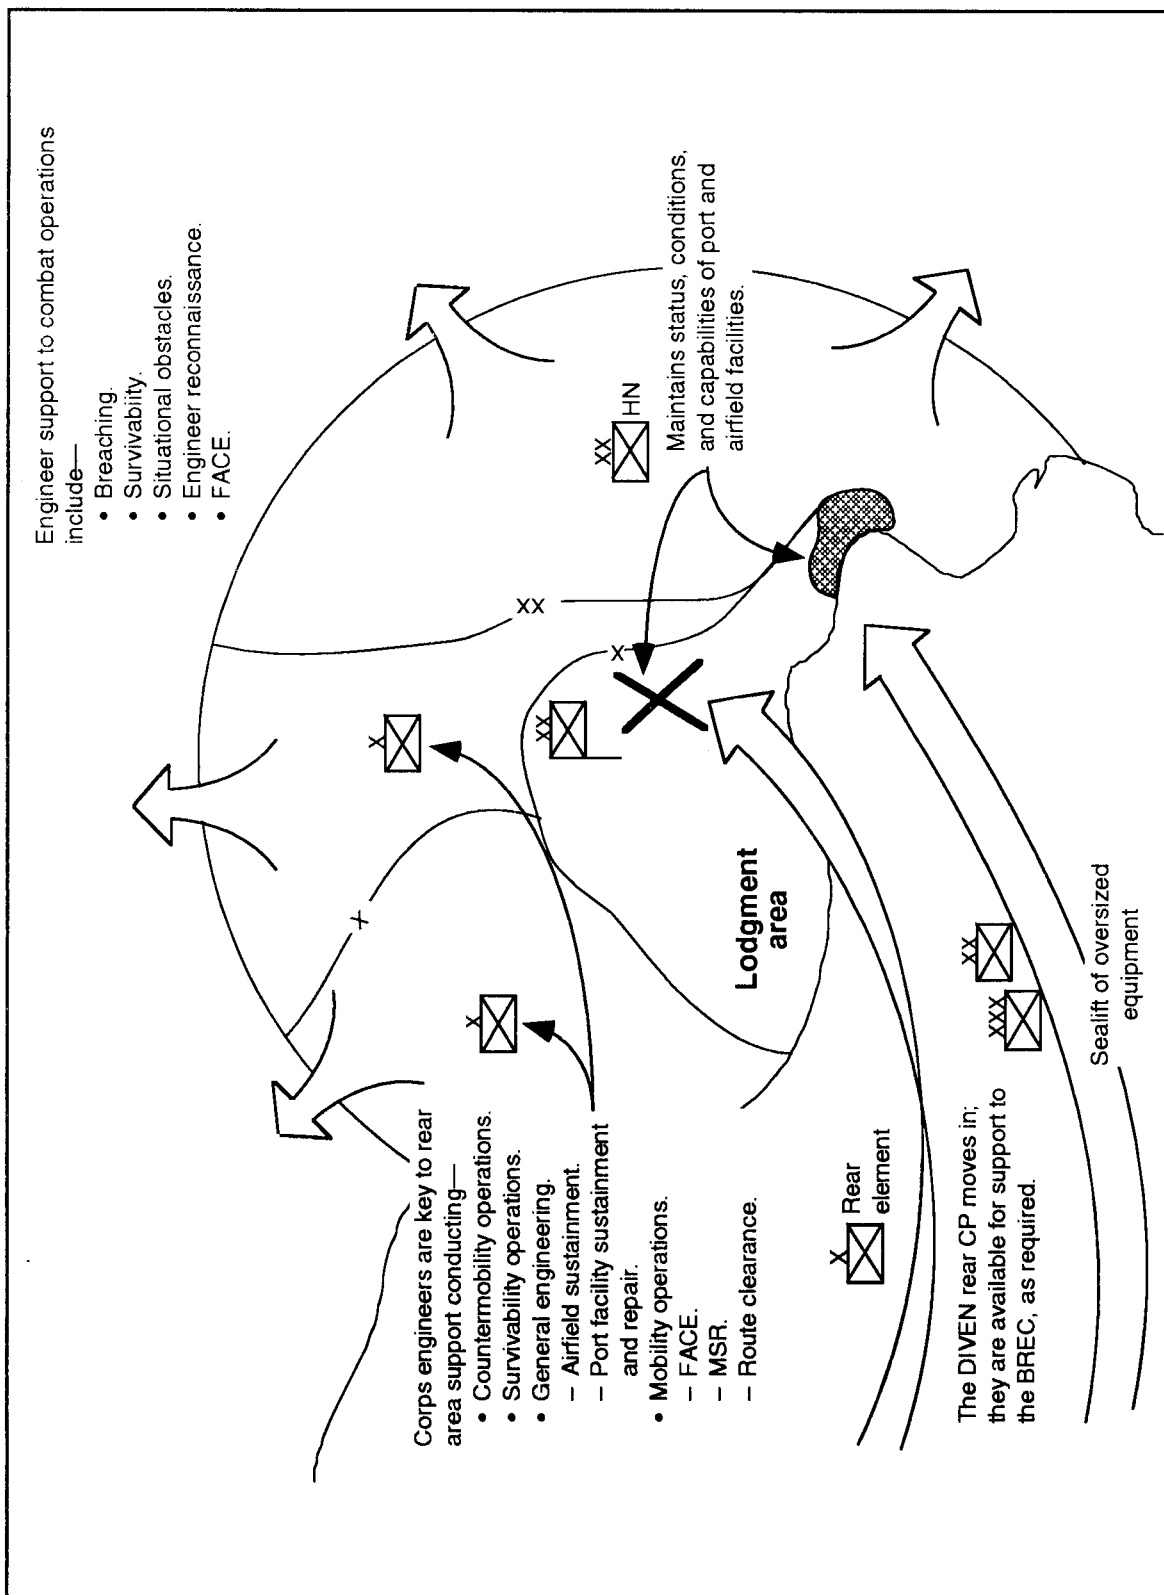 Engineer support to combat operations
include—
• Breaching.
• Survivabiity.
• Situational obstacles.
• Engineer reconnaissance.
• FACE.
Corps engineers are key to rear
area support conducting—
• Countermobility operations.
• Survivability operations.
• General engineering.
– Airfield sustainment.
– Port facility sustainment
and repair.
• Mobility operations.
– FACE.
– MSR.
– Route clearance.
X
X
X
XX
XX
X
XX
HN
Maintains status, conditions,
and capabilities of port and
airfield facilities.
Lodgment
area
X
Rear
element
XXX
XX
The DIVEN rear CP moves in;
they are available for support to
the BREC, as required.
Sealift of oversized
equipment